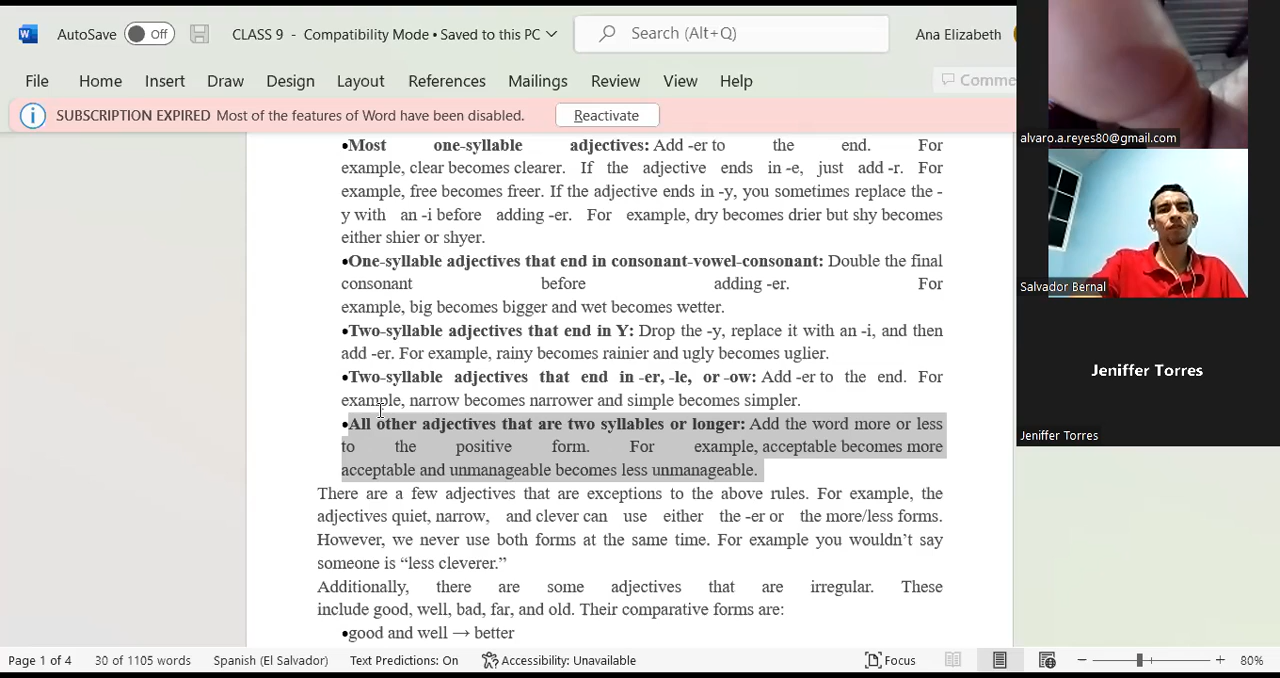 AutoSave Off CLASS 9 - Compatibility Mode • Saved to this PC Search (Alt+Q) Ana Elizabeth
File Home Insert Draw Design Layout References Mailings Review View Help Comme
SUBSCRIPTION EXPIRED Most of the features of Word have been disabled. Reactivate
•Most one-syllable adjectives: Add -er to the end. For
example, clear becomes clearer. If the adjective ends in -e, just add -r. For
example, free becomes freer. If the adjective ends in -y, you sometimes replace the -
y with an -i before adding -er. For example, dry becomes drier but shy becomes
either shier or shyer.
•One-syllable adjectives that end in consonant-vowel-consonant: Double the final
consonant before adding -er. For
example, big becomes bigger and wet becomes wetter.
•Two-syllable adjectives that end in Y: Drop the -y, replace it with an -i, and then
add -er. For example, rainy becomes rainier and ugly becomes uglier.
•Two-syllable adjectives that end in -er, -le, or -ow: Add -er to the end. For
example, narrow becomes narrower and simple becomes simpler.
•All other adjectives that are two syllables or longer: Add the word more or less
to the positive form. For example, acceptable becomes more
acceptable and unmanageable becomes less unmanageable.
There are a few adjectives that are exceptions to the above rules. For example, the
adjectives quiet, narrow, and clever can use either the -er or the more/less forms.
However, we never use both forms at the same time. For example you wouldn't say
someone is “less cleverer.”
Additionally, there are some adjectives that are irregular. These
include good, well, bad, far, and old. Their comparative forms are:
•good and well → better
Page 1 of 4 30 of 1105 words Spanish (El Salvador) Text Predictions: On Accessibility: Unavailable Focus 80%
alvaro.a.reyes80@gmail.com
Salvador Bernal
Jeniffer Torres
Jeniffer Torres